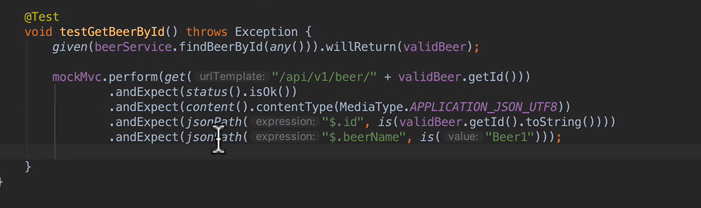 @Test
void testGetBeerById() throws Exception {
given(beerService.findBeerById(any())).willReturn(validBeer);
mockMvc.perform(get( urlTemplate: "/api/v1/beer/" + validBeer.getId()))
.andExpect(status().isOk())
.andExpect(content().contentType(MediaType.APPLICATION_JSON_UTF8))
.andExpect(jsonPath( expression: "$.id", is(validBeer.getId().toString())))
.andExpect(jsonPath( expression: "$.beerName", is( value: "Beer1")));
}
}